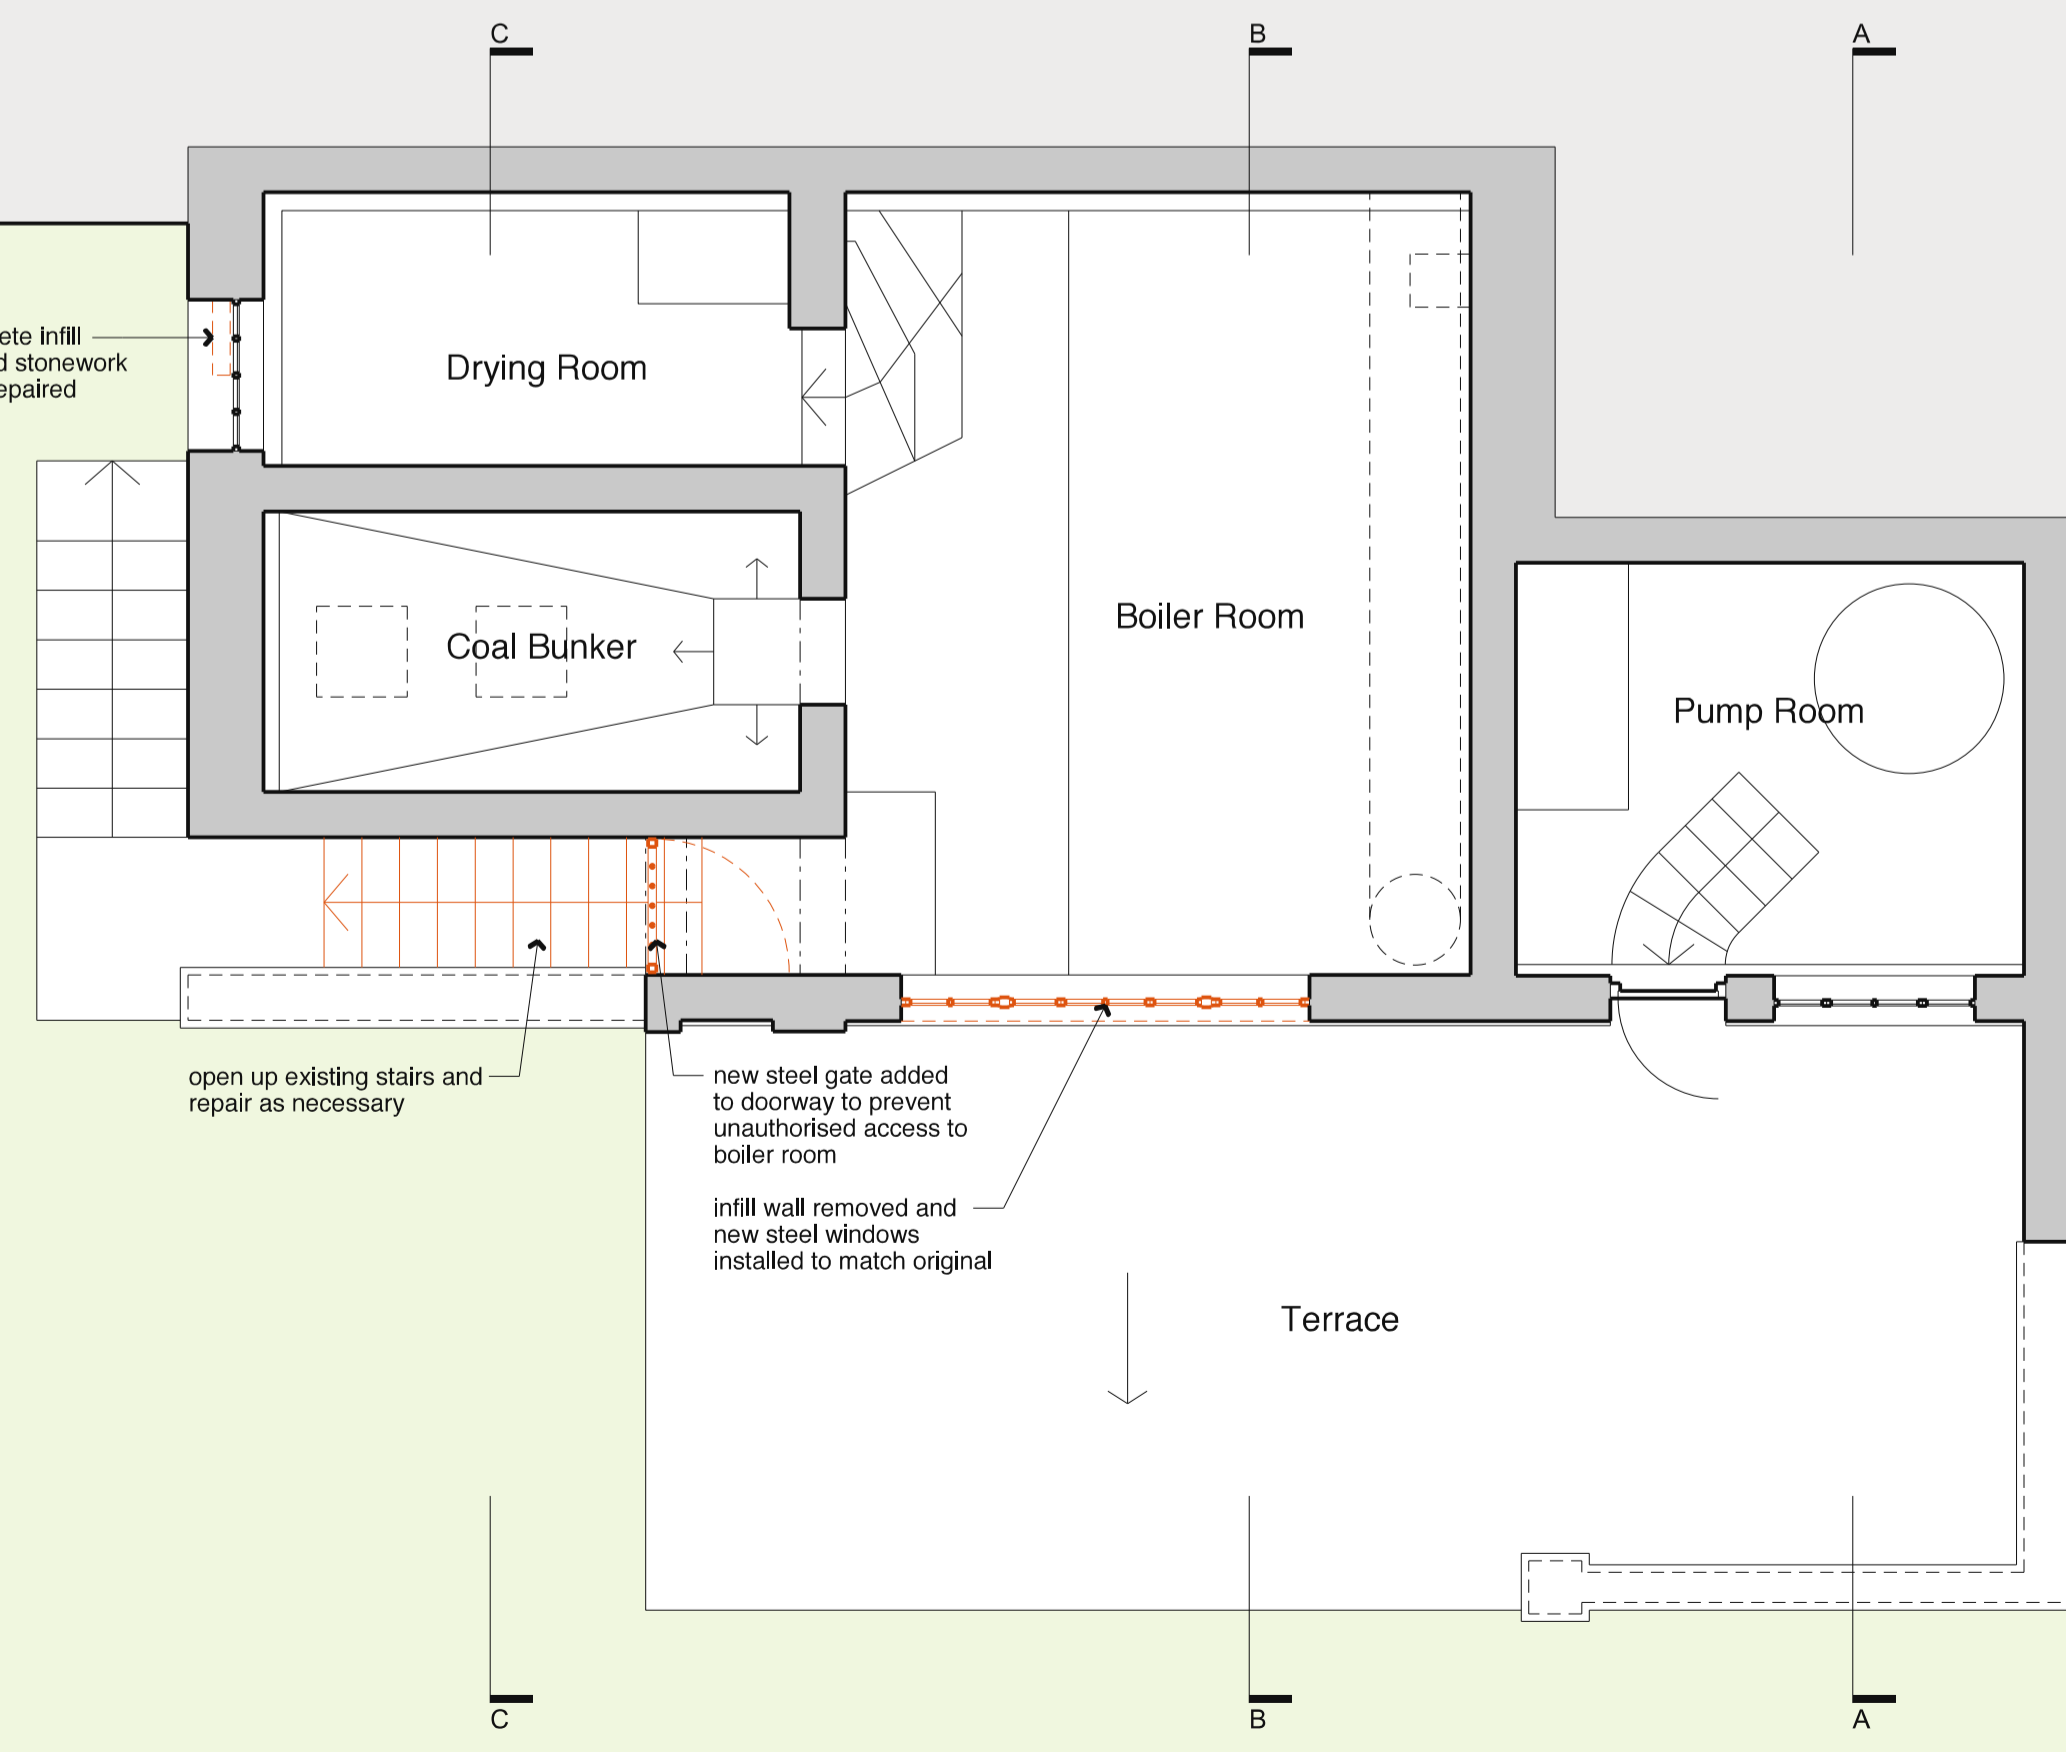 C
B
A
infill
stonework
Drying Room
Boiler Room
Coal Bunker
Pump Room
open up existing stairs and
repair as necessary
new steel gate added
to doorway to prevent
unauthorised access to
boiler room
infill wall removed and
new steel windows
installed to match original
Terrace
C
B
A